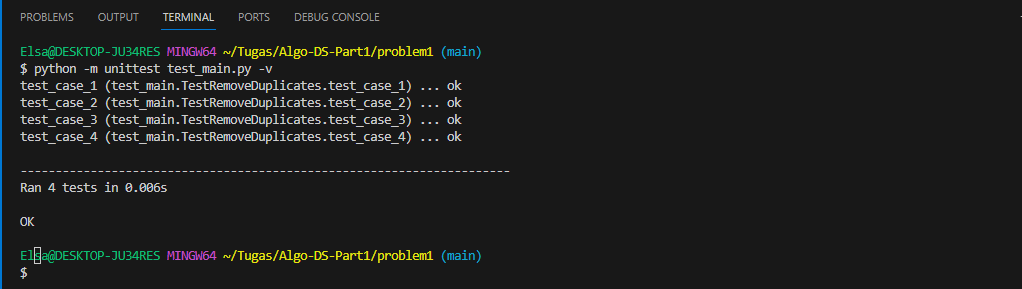 PROBLEMS OUTPUT TERMINAL PORTS DEBUG CONSOLE
Elsa@DESKTOP-JU34RES MINGW64 ~/Tugas/Algo-DS-Part1/problem1 (main)
$ python -m unittest test_main.py -v
test_case_1 (test_main.TestRemoveDuplicates.test_case_1) ... ok
test_case_2 (test_main.TestRemoveDuplicates.test_case_2) ... ok
test_case_3 (test_main.TestRemoveDuplicates.test_case_3) ... ok
test_case_4 (test_main.TestRemoveDuplicates.test_case_4) ... ok
----------------------------------------------------------------------
Ran 4 tests in 0.006s
OK
Elsa@DESKTOP-JU34RES MINGW64 ~/Tugas/Algo-DS-Part1/problem1 (main)
$